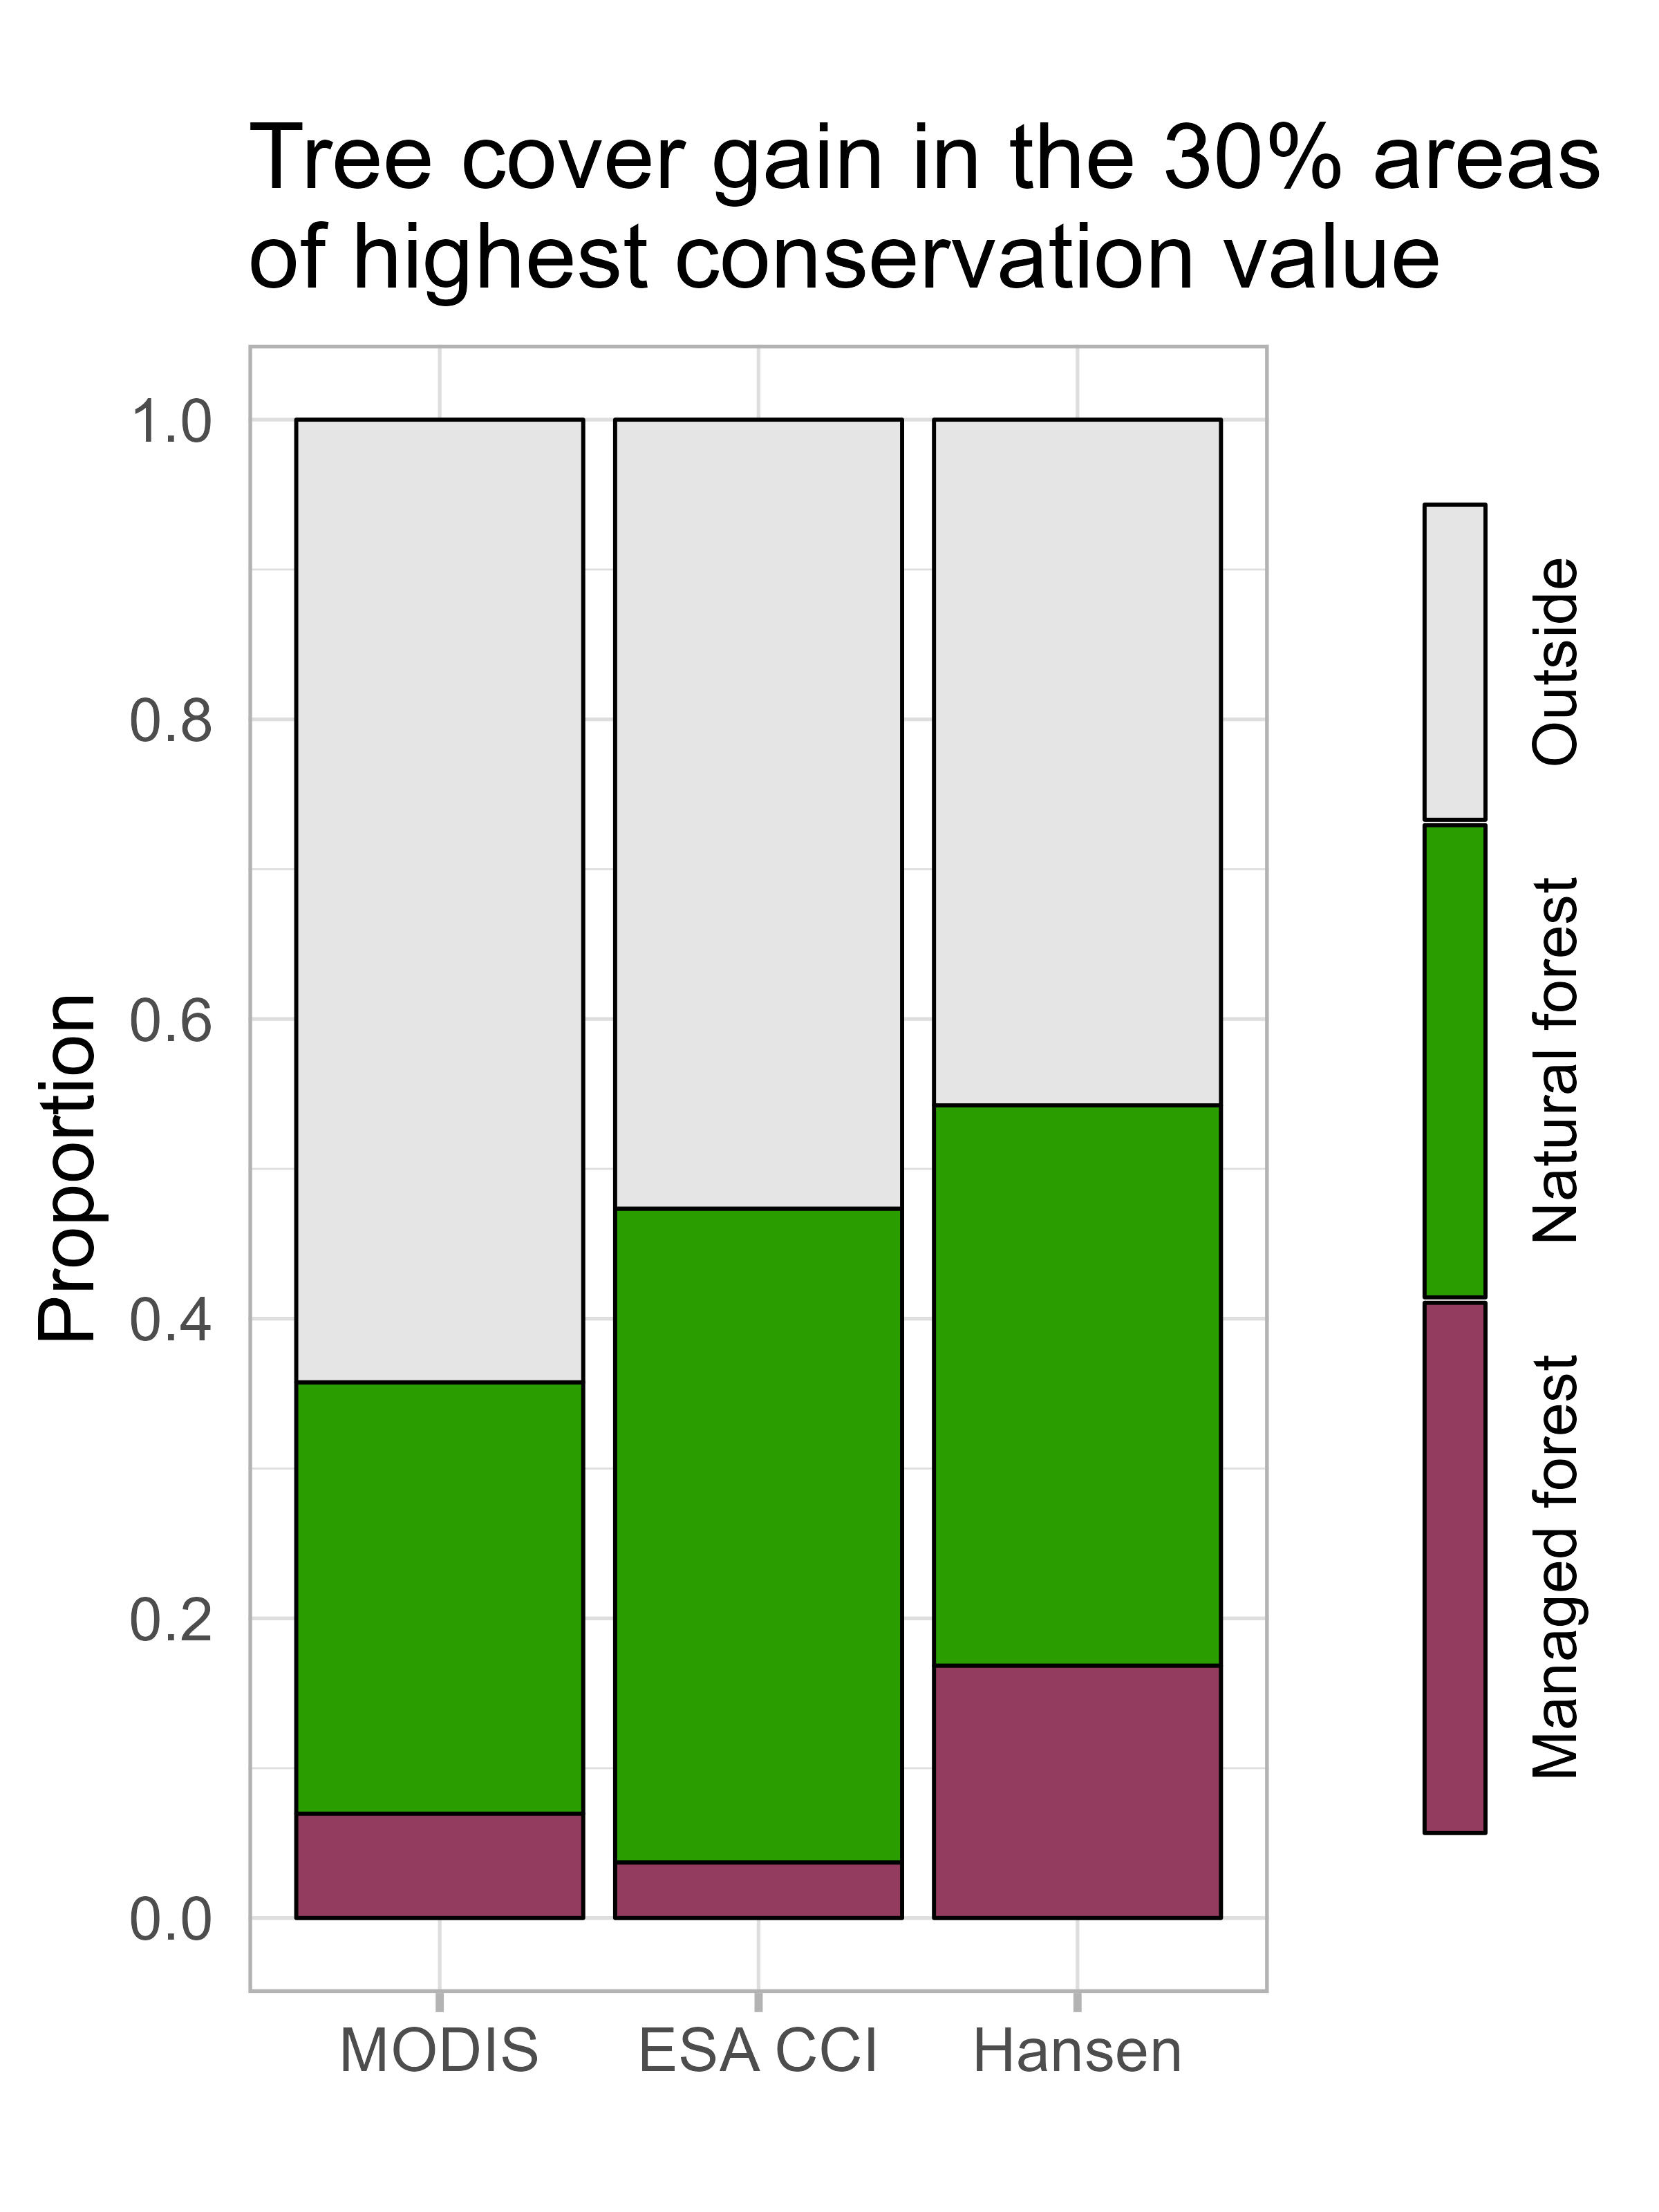 Tree cover gain in the 30% areas
of highest conservation value
Proportion
1.0
0.8
0.6
0.4
0.2
0.0
MODIS
ESA CCI
Hansen
Outside
Natural forest
Managed forest